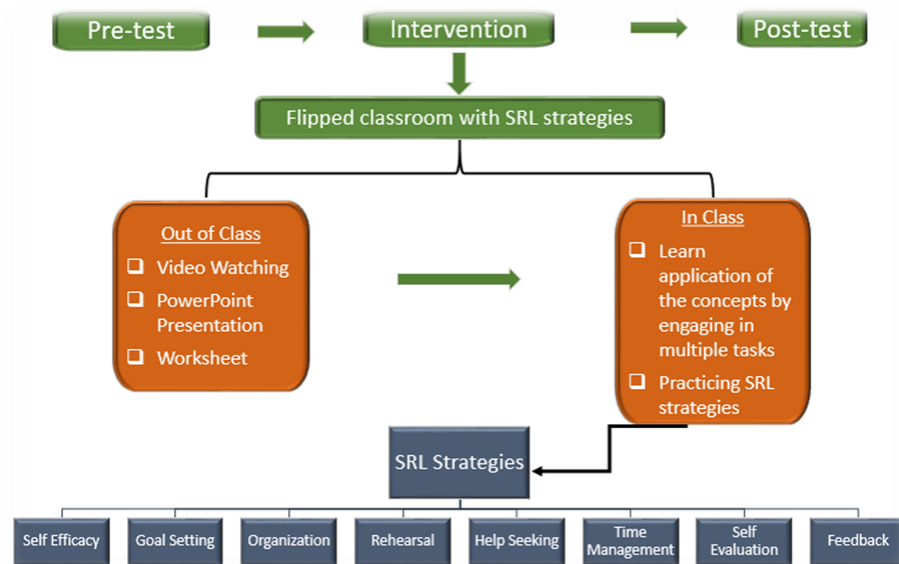 Pre-test
Intervention
Post-test
Flipped classroom with SRL strategies
Out of Class
Video Watching
PowerPoint
Presentation
Worksheet
In Class
Learn
application of
the concepts by
engaging in
multiple tasks
Practicing SRL
strategies
SRL Strategies
Self Efficacy
Goal Setting
Organization
Rehearsal
Help Seeking
Time
Management
Self
Evaluation
Feedback